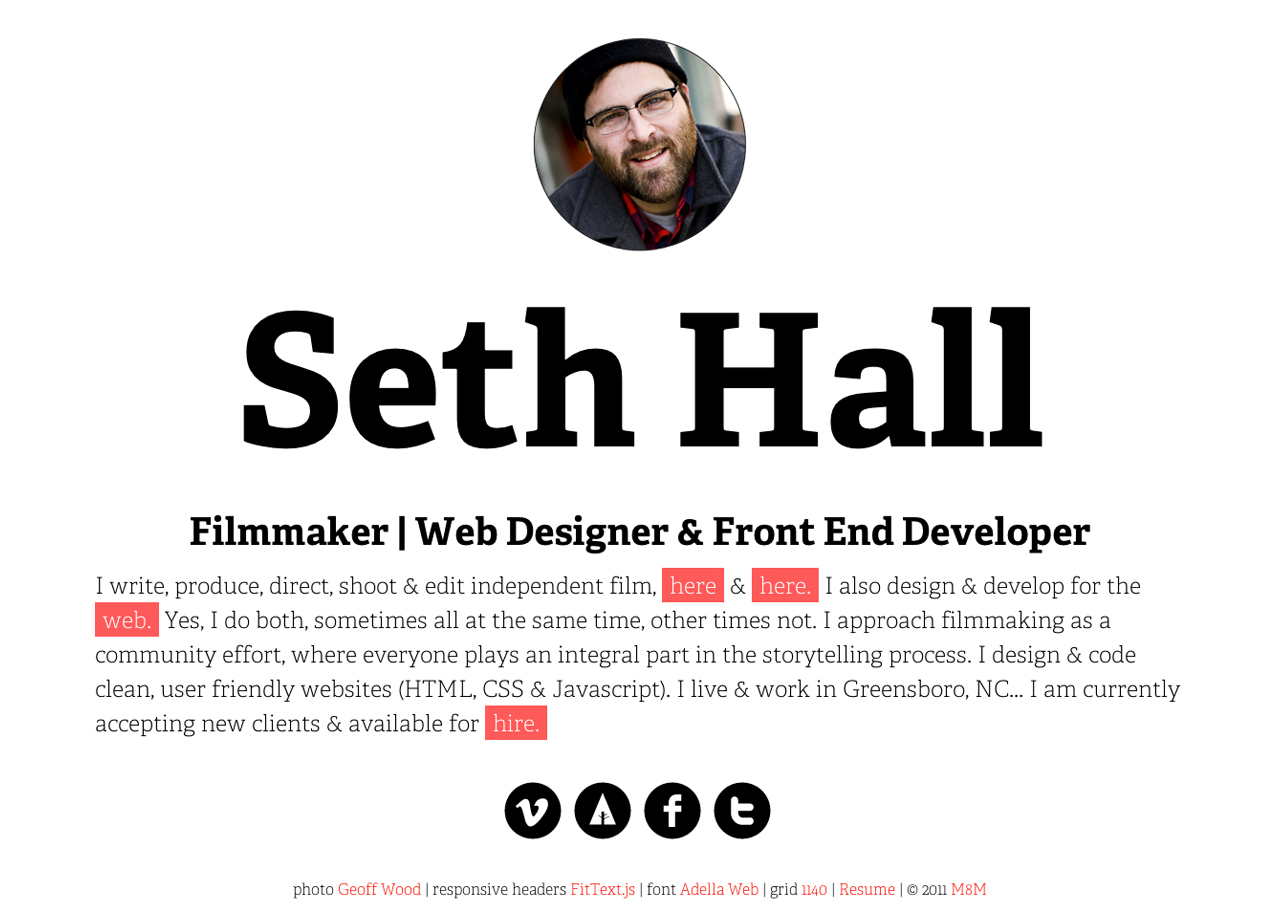 Seth Hall
Filmmaker | Web Designer & Front End Developer
I write, produce, direct, shoot & edit independent film, here & here. I also design & develop for the
web. Yes, I do both, sometimes all at the same time, other times not. I approach filmmaking as a
community effort, where everyone plays an integral part in the storytelling process. I design & code
clean, user friendly websites (HTML, CSS & Javascript). I live & work in Greensboro, NC... I am currently
accepting new clients & available for hire.
photo Geoff Wood | responsive headers FitText.js | font Adella Web | grid 1140 | Resume | © 2011 M8M